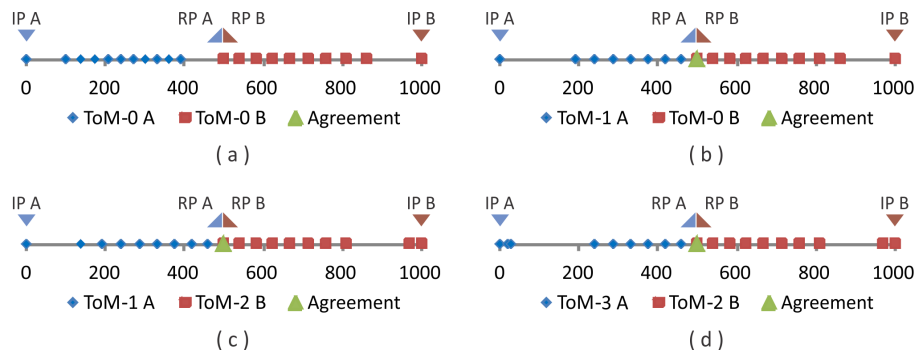 IP A RP A RP B IP B
0 200 400 600 800 1000
ToM-0 A ToM-0 B Agreement
( a )
IP A RP A RP B IP B
0 200 400 600 800 1000
ToM-1 A ToM-0 B Agreement
( b )
IP A RP A RP B IP B
0 200 400 600 800 1000
ToM-1 A ToM-2 B Agreement
( c )
IP A RP A RP B IP B
0 200 400 600 800 1000
ToM-3 A ToM-2 B Agreement
( d )